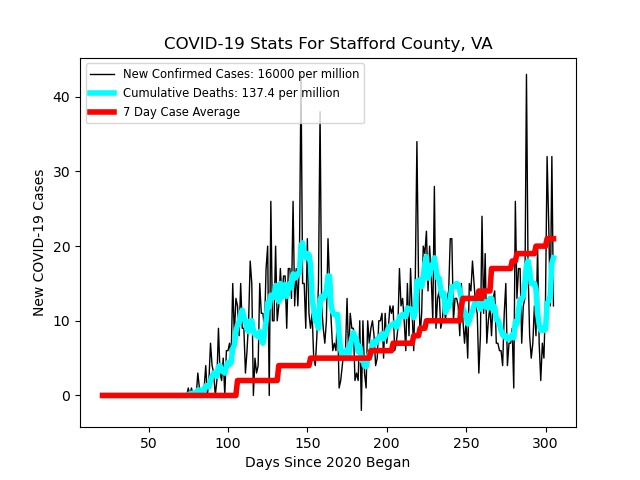 COVID-19 Stats For Stafford County, VA
New Confirmed Cases: 16000 per million
Cumulative Deaths: 137.4 per million
7 Day Case Average
New COVID-19 Cases
40
30
20
10
0
50 100 150 200 250 300
Days Since 2020 Began